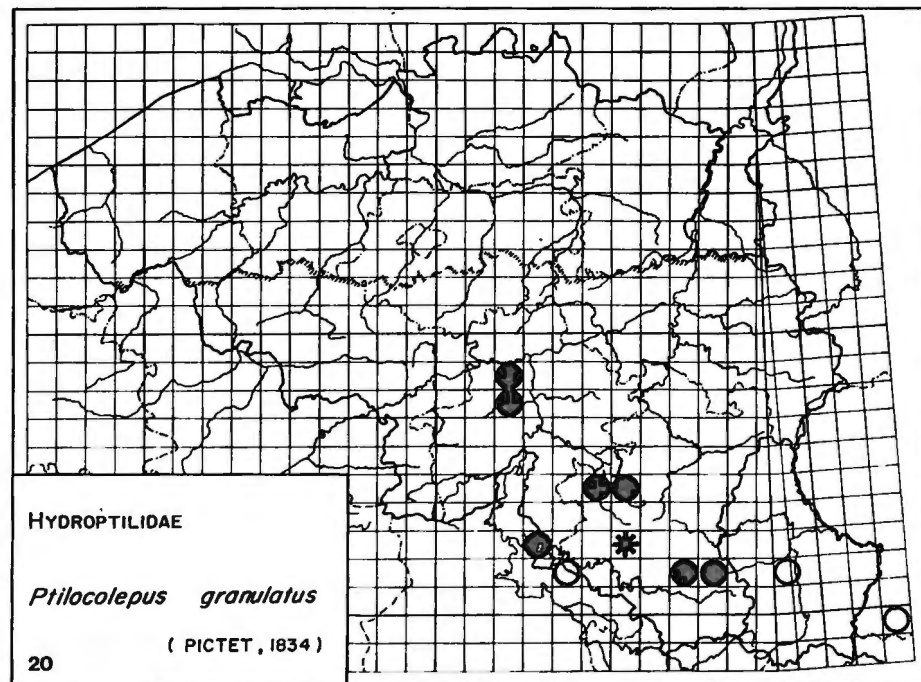 HYDROPTILIDAE
Ptilocolepus granulatus
( PICTET , 1834 )
20